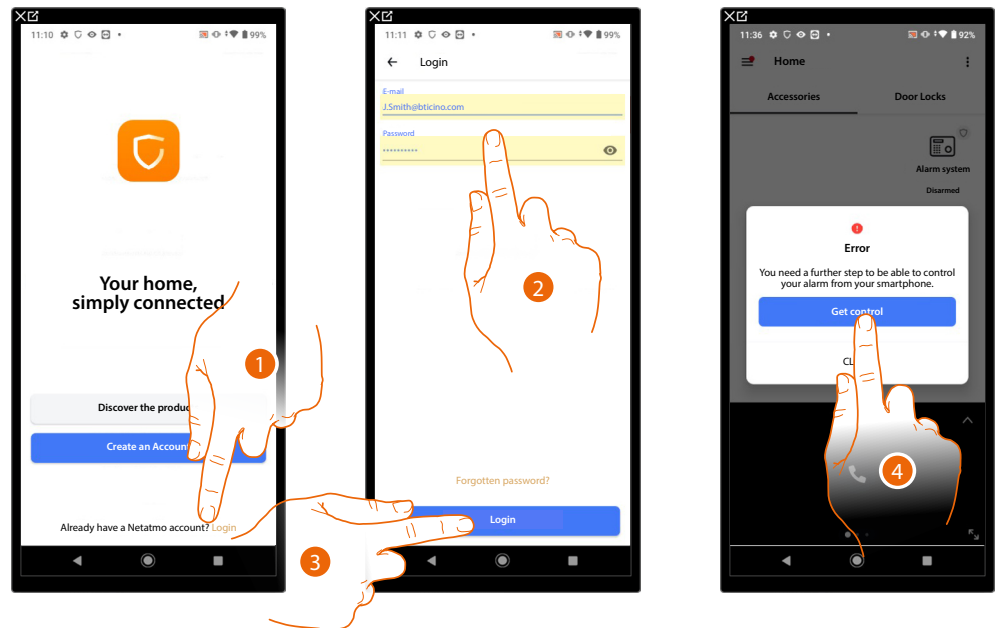 11:10
99%
Your home,
simply connected
Discover the produc
Create an Account
Already have a Netatmo account? Login
1
11:11
99%
Login
E-mail
J.Smith@bticino.com
Password
••••••••••
2
Forgotten password?
Login
3
11:36
92%
Home
Accessories
Door Locks
Alarm system
Disarmed
Error
You need a further step to be able to control
your alarm from your smartphone.
Get control
CL
4